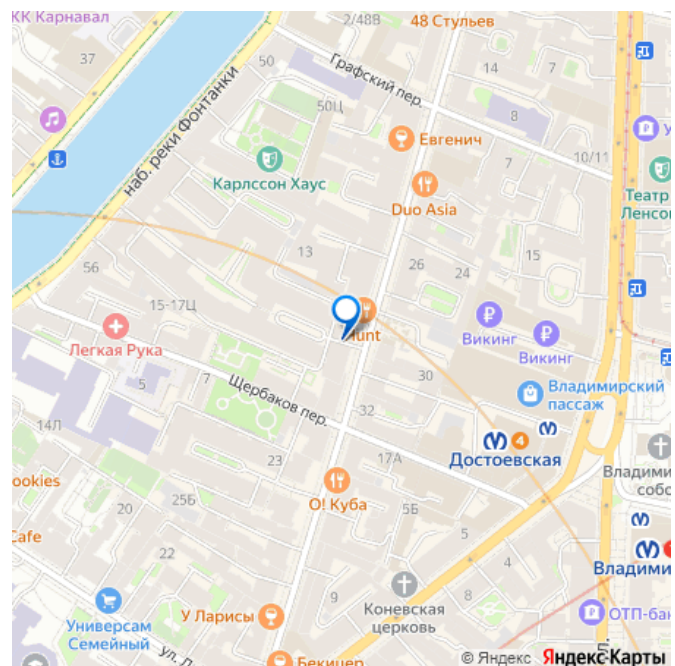 КК Карнавал
2/48В
48 Стульев
37
50
Графский пер.
14
7
50Ц
8
наб. реки Фонтанки
Евгенич
Карлссон Хаус
7
10/11
Театр
Ленсо
Duo Asia
13
26
15
56
24
15-17Ц
Викинг
Викинг
Легкая Рука
Hunt
30
5
7
Владимирский
пассаж
Щербаков пер.
32
14Л
4
Достоевская
23
17А
Владими
собо
ookies
25Б
О! Куба
20
5Б
Cafe
22
Владими
9
Коневская
церковь
У Ларисы
Универсам
Семейный
ОТП-бан
ул. Л
Бекицер
© Яндекс Яндекс Карты